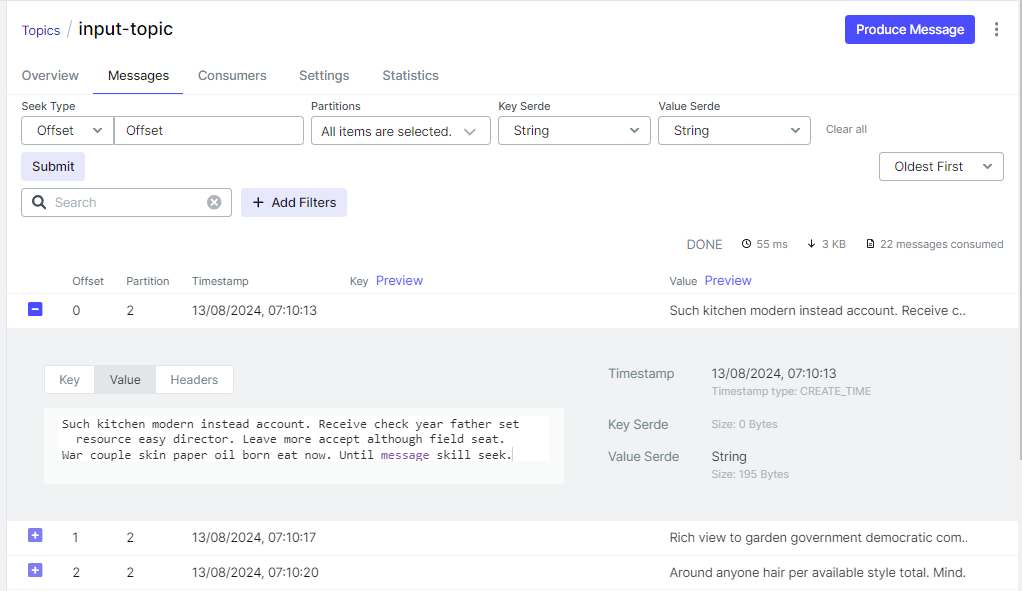 Topics / input-topic
Produce Message
Overview Messages Consumers Settings Statistics
Seek Type Partitions Key Serde Value Serde
Offset Offset All items are selected. String String Clear all
Submit Oldest First
Search + Add Filters
DONE 55 ms 3 KB 22 messages consumed
Offset Partition Timestamp Key Preview Value Preview
0 2 13/08/2024, 07:10:13 Such kitchen modern instead account. Receive c..
Key Value Headers
Such kitchen modern instead account. Receive check year father set
resource easy director. Leave more accept although field seat.
War couple skin paper oil born eat now. Until message skill seek.
Timestamp 13/08/2024, 07:10:13
Timestamp type: CREATE_TIME
Key Serde Size: 0 Bytes
Value Serde String
Size: 195 Bytes
1 2 13/08/2024, 07:10:17 Rich view to garden government democratic com..
2 2 13/08/2024, 07:10:20 Around anyone hair per available style total. Mind.